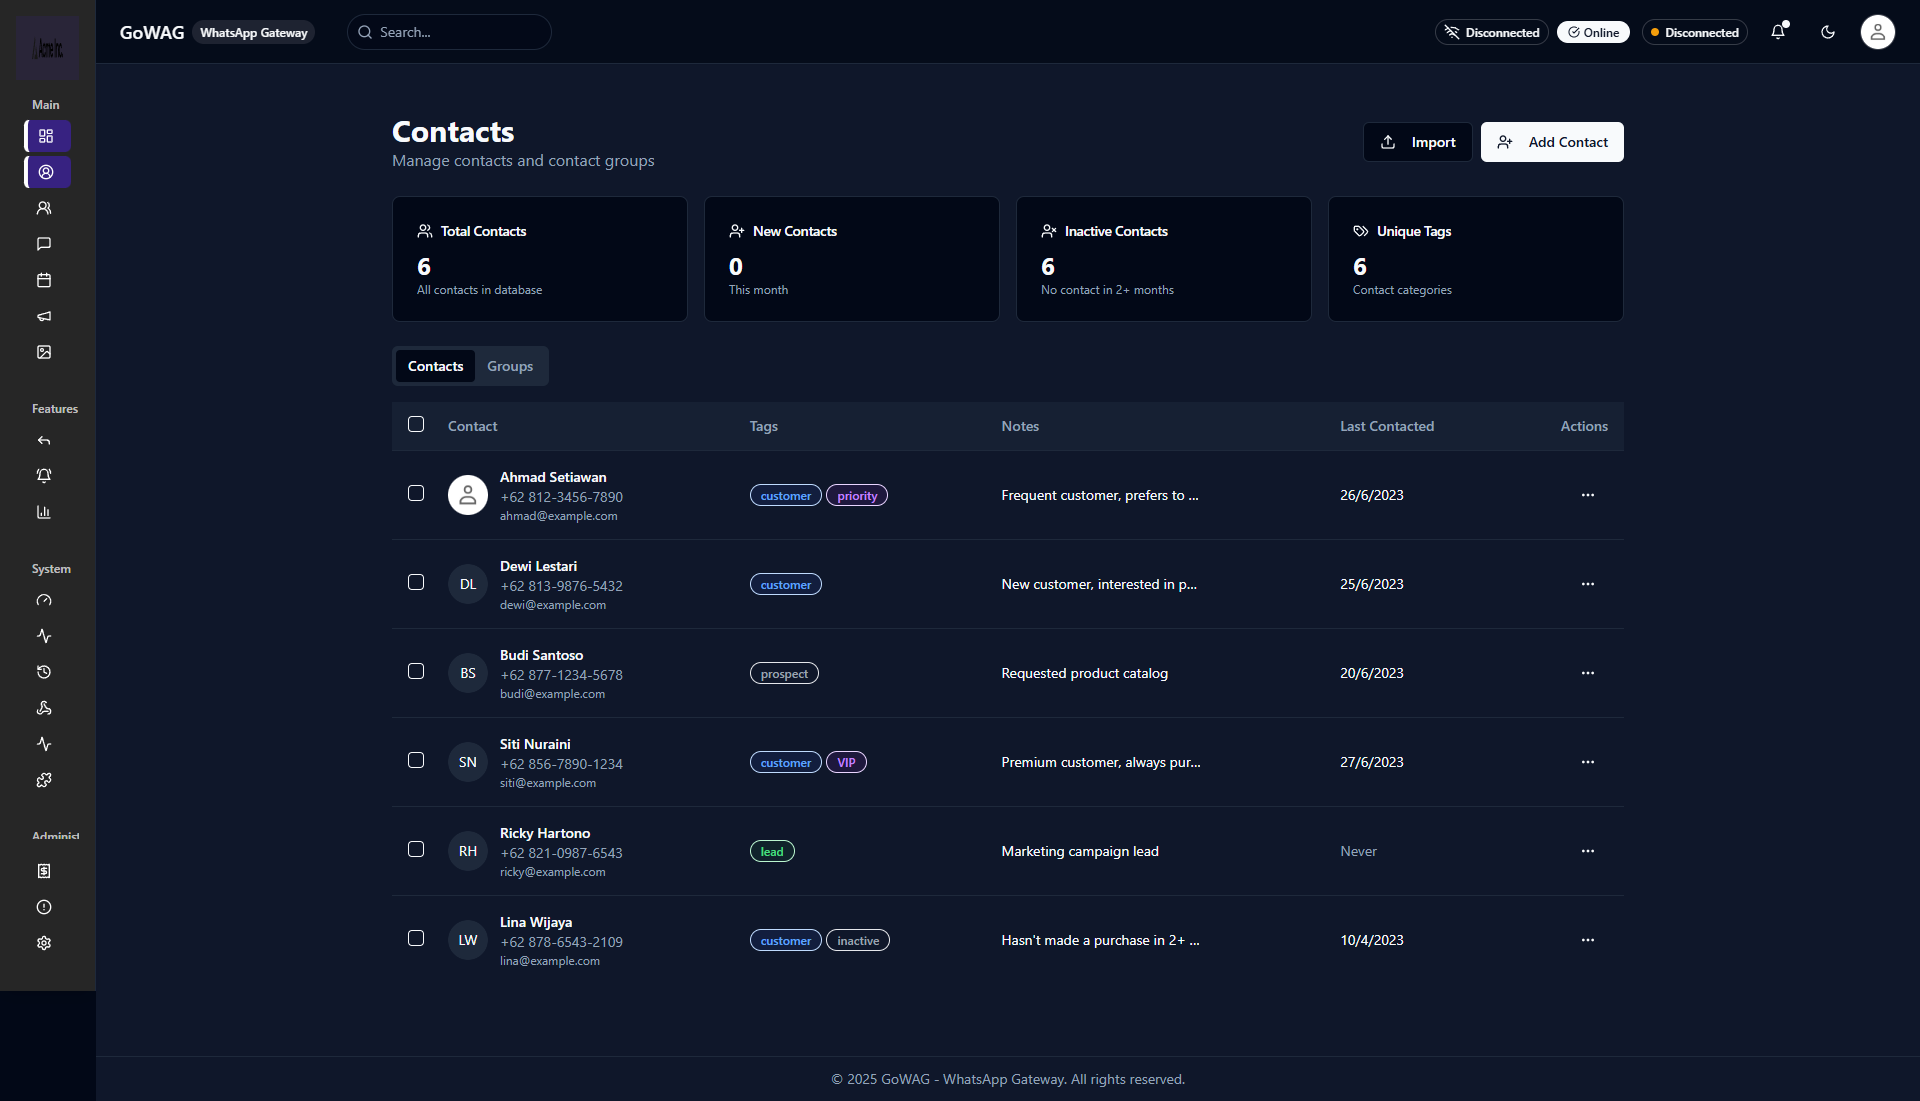 Acme Inc.
GoWAG WhatsApp Gateway
Search...
Disconnected
Online
Disconnected
Main
Features
System
Administ
Contacts
Manage contacts and contact groups
Import
Add Contact
Total Contacts
6
All contacts in database
New Contacts
0
This month
Inactive Contacts
6
No contact in 2+ months
Unique Tags
6
Contact categories
Contacts Groups
Contact Tags Notes Last Contacted Actions
Ahmad Setiawan
+62 812-3456-7890
ahmad@example.com
customer priority
Frequent customer, prefers to ...
26/6/2023
DL
Dewi Lestari
+62 813-9876-5432
dewi@example.com
customer
New customer, interested in p...
25/6/2023
BS
Budi Santoso
+62 877-1234-5678
budi@example.com
prospect
Requested product catalog
20/6/2023
SN
Siti Nuraini
+62 856-7890-1234
siti@example.com
customer VIP
Premium customer, always pur...
27/6/2023
RH
Ricky Hartono
+62 821-0987-6543
ricky@example.com
lead
Marketing campaign lead
Never
LW
Lina Wijaya
+62 878-6543-2109
lina@example.com
customer inactive
Hasn't made a purchase in 2+ ...
10/4/2023
© 2025 GoWAG - WhatsApp Gateway. All rights reserved.